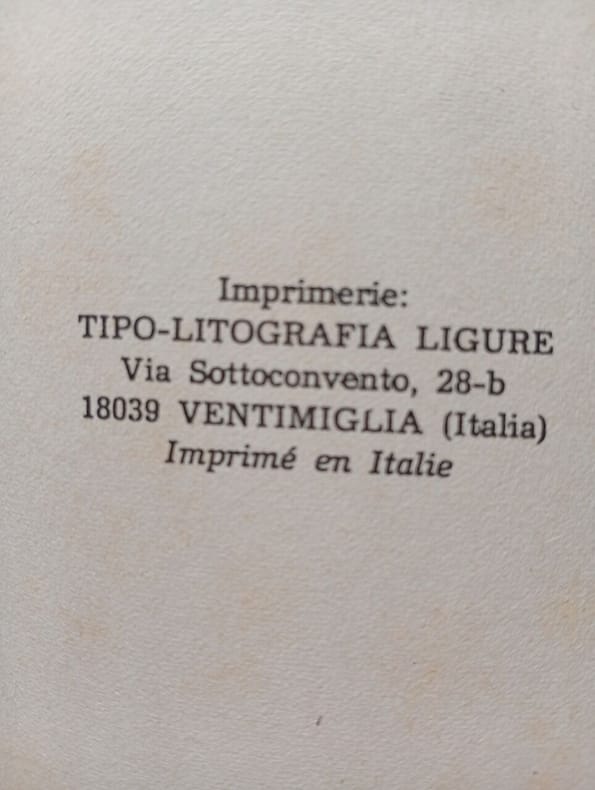 Imprimerie:
TIPO-LITOGRAFIA LIGURE
Via Sottoconvento, 28-b
18039 VENTIMIGLIA (Italia)
Imprimé en Italie